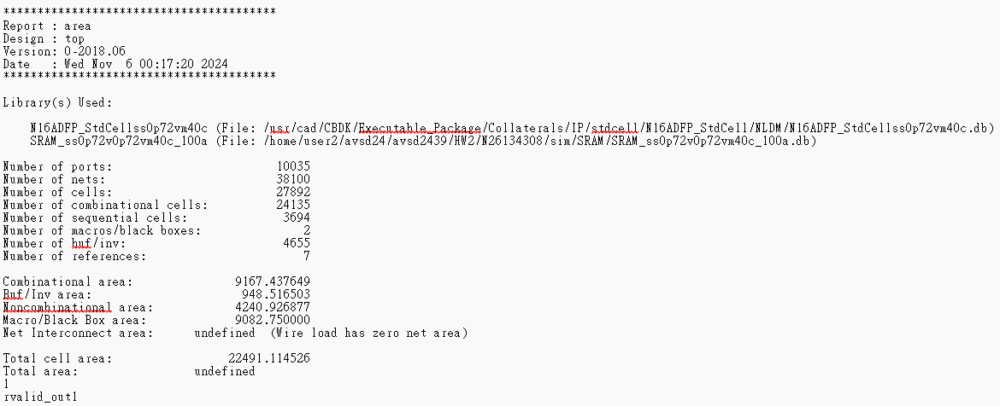 ****************************************
Report : area
Design : top
Version: O-2018.06
Date   : Wed Nov  6 00:17:20 2024
****************************************
Library(s) Used:
N16ADFP_StdCellss0p72vm40c (File: /usr/cad/CBDK/Executable_Package/Collaterals/IP/stdcell/N16ADFP_StdCell/NLDM/N16ADFP_StdCellss0p72vm40c.db)
SRAM_ss0p72v0p72vm40c_100a (File: /home/user2/avsd24/avsd2439/HW2/N26134308/sim/SRAM/SRAM_ss0p72v0p72vm40c_100a.db)
Number of ports: 10035
Number of nets: 38100
Number of cells: 27892
Number of combinational cells: 24135
Number of sequential cells: 3694
Number of macros/black boxes: 2
Number of buf/inv: 4655
Number of references: 7
Combinational area: 9167.437649
Buf/Inv area: 948.516503
Noncombinational area: 4240.926877
Macro/Black Box area: 9082.750000
Net Interconnect area: undefined (Wire load has zero net area)
Total cell area: 22491.114526
Total area: undefined
1
rvalid_out1